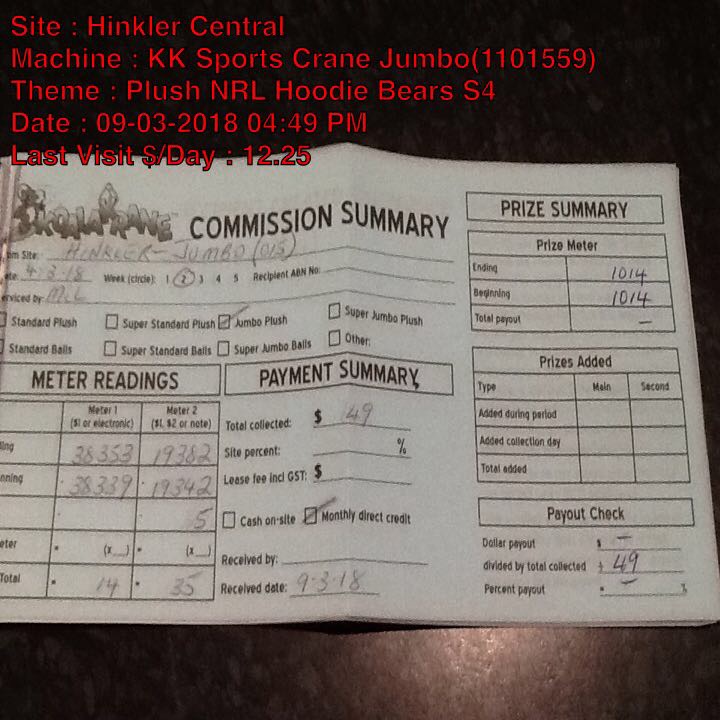 Site : Hinkler Central
Machine : KK Sports Crane Jumbo(1101559)
Theme : Plush NRL Hoodie Bears S4
Date : 09-03-2018 04:49 PM
Last Visit $/Day : 12.25
COMMISSION SUMMARY
Site: HINKLER - JUMBO (015)
Week (circle): 1 2 3 4 5 Recipient ABN No:
Standard Plush Super Standard Plush Jumbo Plush Super Jumbo Plush
Standard Balls Super Standard Balls Super Jumbo Balls Other:
METER READINGS
Meter 1 Meter 2
($1 or electronic) ($1, $2 or note)
38353 19382
38339 19342
5
(x__) (x__)
Total 14 35
PAYMENT SUMMARY
Total collected: $ 49
Site percent: %
Lease fee incl GST: $
Cash on-site Monthly direct credit
Received by:
Received date: 9-3-18
PRIZE SUMMARY
Prize Meter
Ending 1014
Beginning 1014
Total payout –
Prizes Added
Type Main Second
Added during period
Added collection day
Total added
Payout Check
Dollar payout $ –
divided by total collected ÷ 49
Percent payout = – %